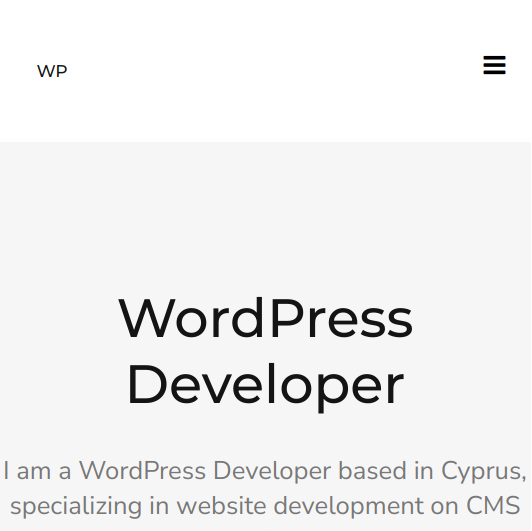 WP
WordPress
Developer
I am a WordPress Developer based in Cyprus,
specializing in website development on CMS